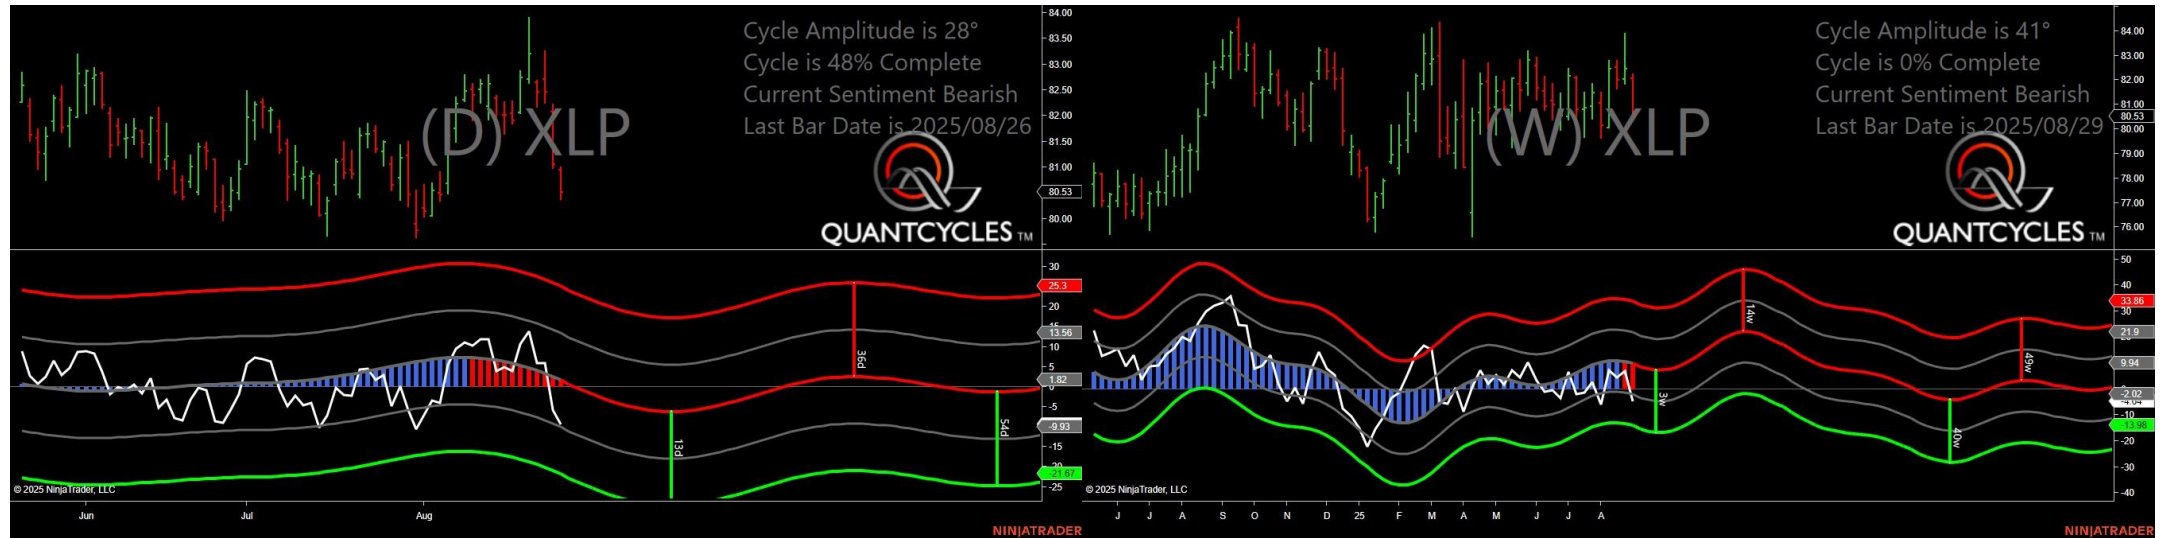 Cycle Amplitude is 28°
Cycle is 48% Complete
Current Sentiment Bearish
Last Bar Date is 2025/08/26
(D) XLP
QUANTCYCLES TM
84.00
83.50
83.00
82.50
82.00
81.50
81.00
80.53
80.00
30
25.3
20
15
13.56
10
5
1.82
0
-5
-9.93
-15
-21.67
-25
36d
13d
54d
© 2025 NinjaTrader, LLC
Jun
Jul
Aug
NINJATRADER
Cycle Amplitude is 41°
Cycle is 0% Complete
Current Sentiment Bearish
Last Bar Date is 2025/08/29
(W) XLP
QUANTCYCLES TM
84.00
83.00
82.00
81.00
80.53
80.00
79.00
78.00
77.00
76.00
50
40
33.86
30
21.9
9.94
0
-2.02
-10
-13.98
-20
-30
-40
14w
49w
3w
40w
© 2025 NinjaTrader, LLC
J
J
A
S
O
N
D
25
F
M
A
M
J
J
A
NINJATRADER